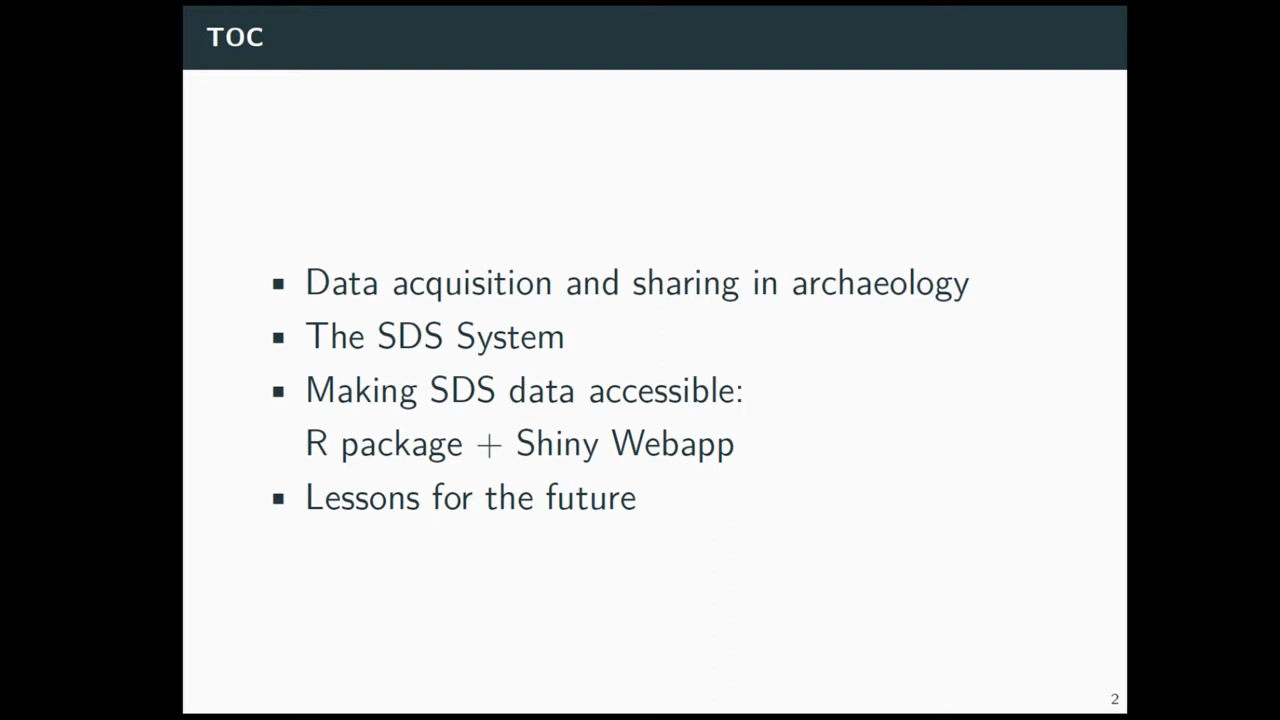 TOC
▪ Data acquisition and sharing in archaeology
▪ The SDS System
▪ Making SDS data accessible:
R package + Shiny Webapp
▪ Lessons for the future
2